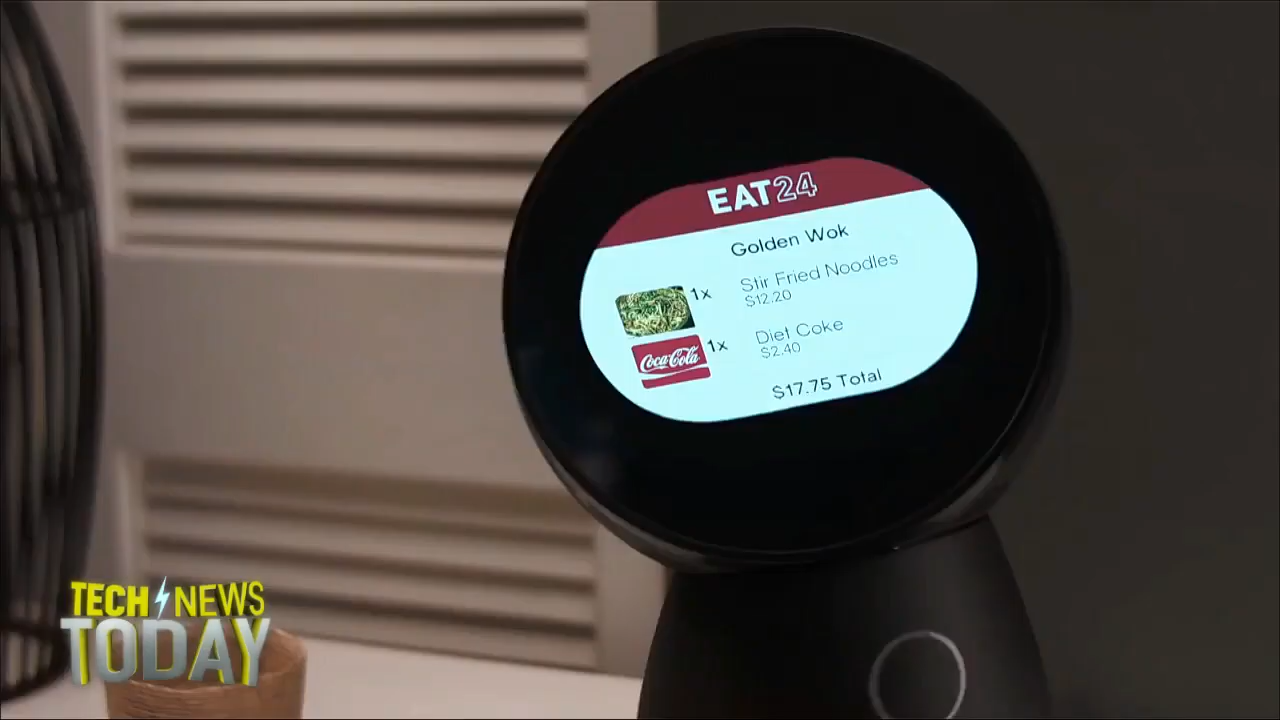 EAT24
Golden Wok
1x Stir Fried Noodles
$12.20
Coca-Cola 1x Diet Coke
$2.40
$17.75 Total
TECH NEWS
TODAY